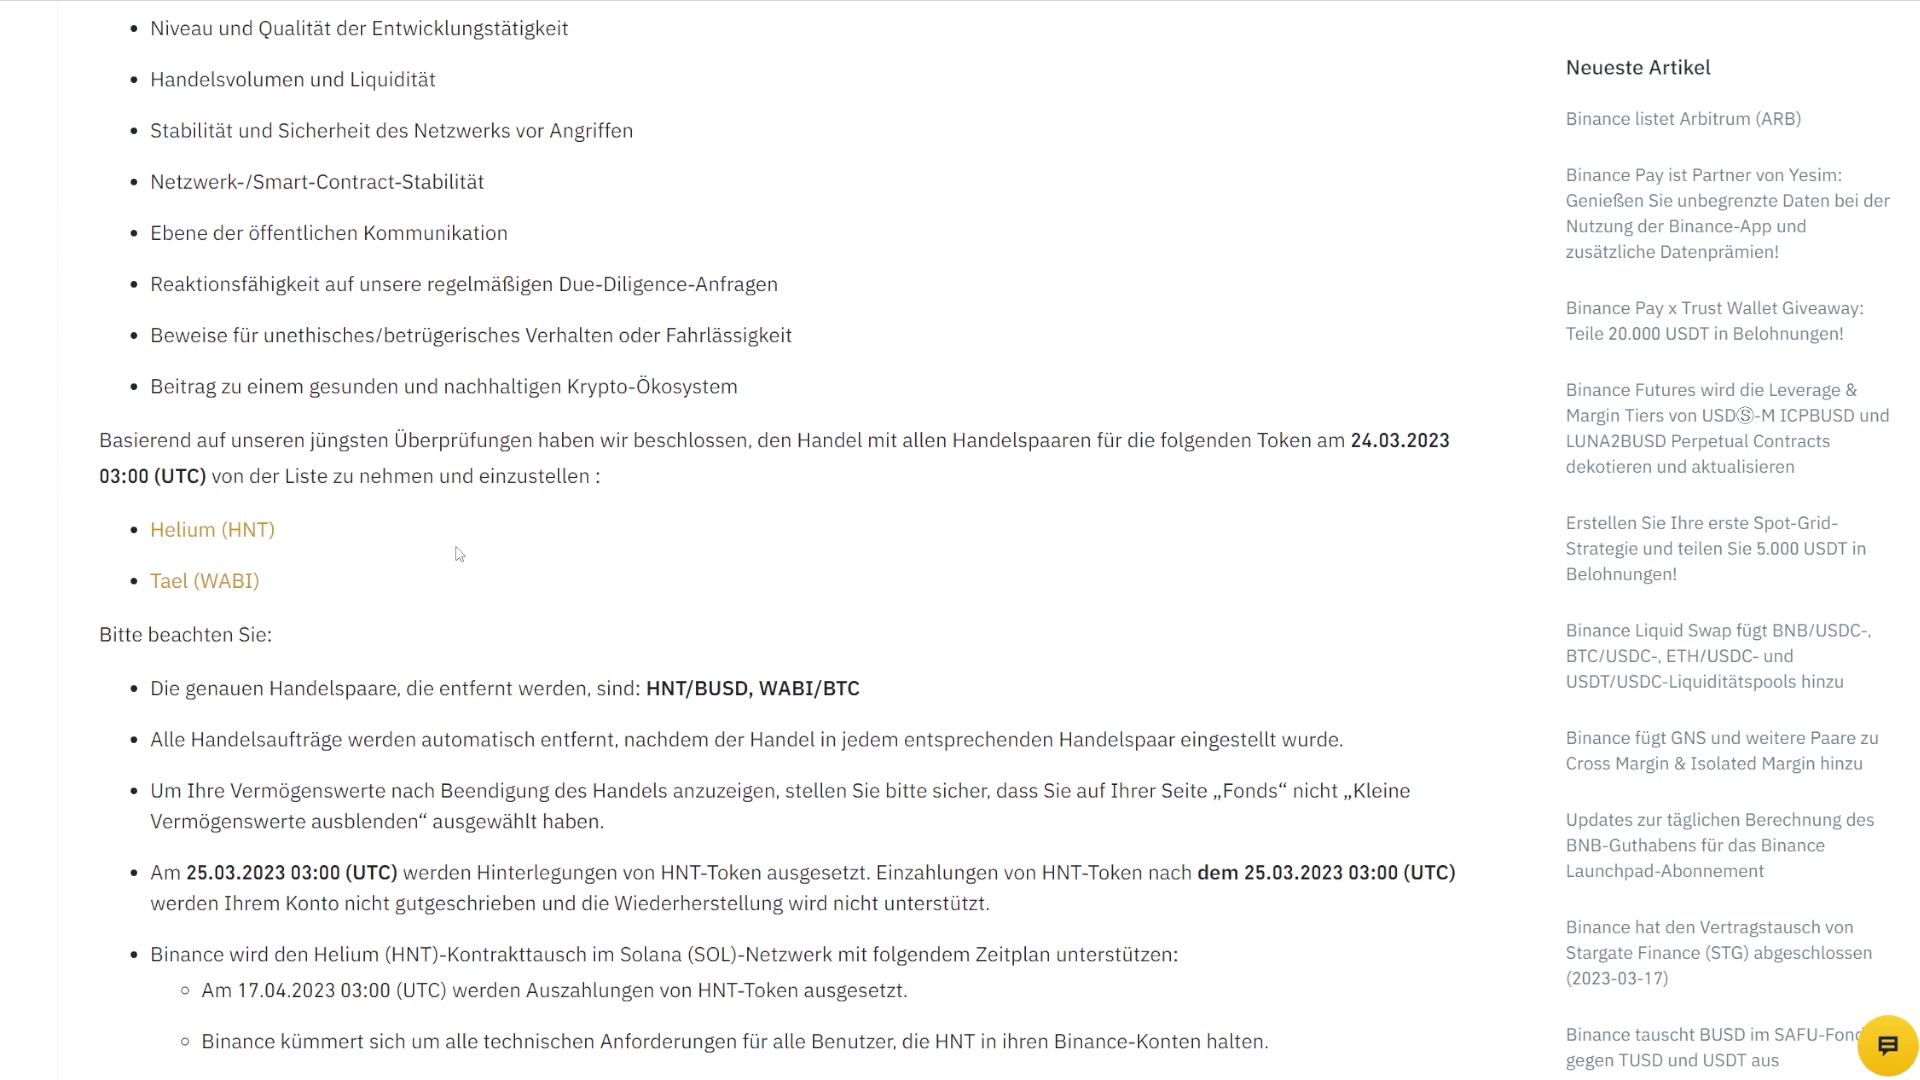 Niveau und Qualität der Entwicklungstätigkeit
Handelsvolumen und Liquidität
Stabilität und Sicherheit des Netzwerks vor Angriffen
Netzwerk-/Smart-Contract-Stabilität
Ebene der öffentlichen Kommunikation
Reaktionsfähigkeit auf unsere regelmäßigen Due-Diligence-Anfragen
Beweise für unethisches/betrügerisches Verhalten oder Fahrlässigkeit
Beitrag zu einem gesunden und nachhaltigen Krypto-Ökosystem
Basierend auf unseren jüngsten Überprüfungen haben wir beschlossen, den Handel mit allen Handelspaaren für die folgenden Token am 24.03.2023
03:00 (UTC) von der Liste zu nehmen und einzustellen :
Helium (HNT)
Tael (WABI)
Bitte beachten Sie:
Die genauen Handelspaare, die entfernt werden, sind: HNT/BUSD, WABI/BTC
Alle Handelsaufträge werden automatisch entfernt, nachdem der Handel in jedem entsprechenden Handelspaar eingestellt wurde.
Um Ihre Vermögenswerte nach Beendigung des Handels anzuzeigen, stellen Sie bitte sicher, dass Sie auf Ihrer Seite „Fonds“ nicht „Kleine
Vermögenswerte ausblenden“ ausgewählt haben.
Am 25.03.2023 03:00 (UTC) werden Hinterlegungen von HNT-Token ausgesetzt. Einzahlungen von HNT-Token nach dem 25.03.2023 03:00 (UTC)
werden Ihrem Konto nicht gutgeschrieben und die Wiederherstellung wird nicht unterstützt.
Binance wird den Helium (HNT)-Kontrakttausch im Solana (SOL)-Netzwerk mit folgendem Zeitplan unterstützen:
Am 17.04.2023 03:00 (UTC) werden Auszahlungen von HNT-Token ausgesetzt.
Binance kümmert sich um alle technischen Anforderungen für alle Benutzer, die HNT in ihren Binance-Konten halten.
Neueste Artikel
Binance listet Arbitrum (ARB)
Binance Pay ist Partner von Yesim:
Genießen Sie unbegrenzte Daten bei der
Nutzung der Binance-App und
zusätzliche Datenprämien!
Binance Pay x Trust Wallet Giveaway:
Teile 20.000 USDT in Belohnungen!
Binance Futures wird die Leverage &
Margin Tiers von USDⓈ-M ICPBUSD und
LUNA2BUSD Perpetual Contracts
dekotieren und aktualisieren
Erstellen Sie Ihre erste Spot-Grid-
Strategie und teilen Sie 5.000 USDT in
Belohnungen!
Binance Liquid Swap fügt BNB/USDC-,
BTC/USDC-, ETH/USDC- und
USDT/USDC-Liquiditätspools hinzu
Binance fügt GNS und weitere Paare zu
Cross Margin & Isolated Margin hinzu
Updates zur täglichen Berechnung des
BNB-Guthabens für das Binance
Launchpad-Abonnement
Binance hat den Vertragstausch von
Stargate Finance (STG) abgeschlossen
(2023-03-17)
Binance tauscht BUSD im SAFU-Fond
gegen TUSD und USDT aus